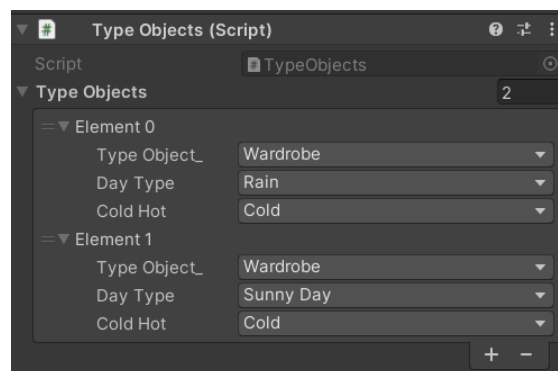 # Type Objects (Script)
Script # TypeObjects
Type Objects 2
Element 0
Type Object_ Wardrobe
Day Type Rain
Cold Hot Cold
Element 1
Type Object_ Wardrobe
Day Type Sunny Day
Cold Hot Cold
+ −